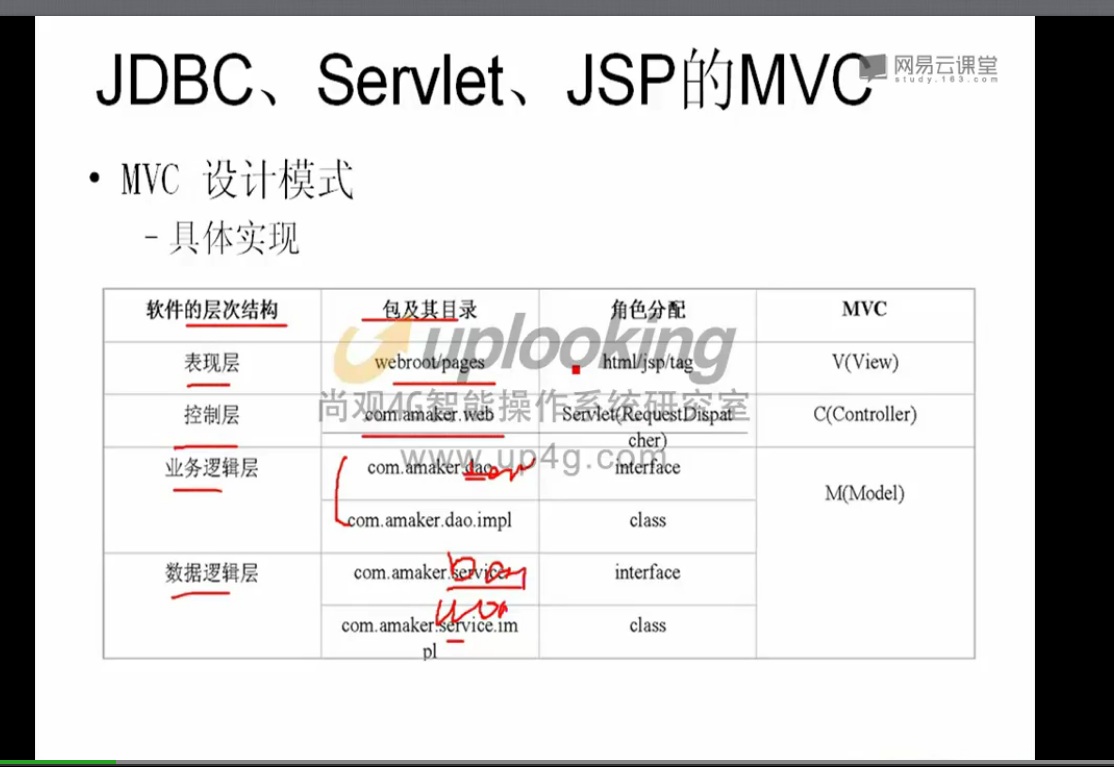 JDBC、Servlet、JSP的MVC
网易云课堂
study.163.com
• MVC 设计模式
– 具体实现
软件的层次结构 包及其目录 角色分配 MVC
表现层 webroot/pages html/jsp/tag V(View)
控制层 com.amaker.web Servlet(RequestDispatcher) C(Controller)
业务逻辑层 com.amaker.dao interface M(Model)
com.amaker.dao.impl class
数据逻辑层 com.amaker.service interface
com.amaker.service.impl class
uplooking
尚观4G智能操作系统研究室
www.up4g.com